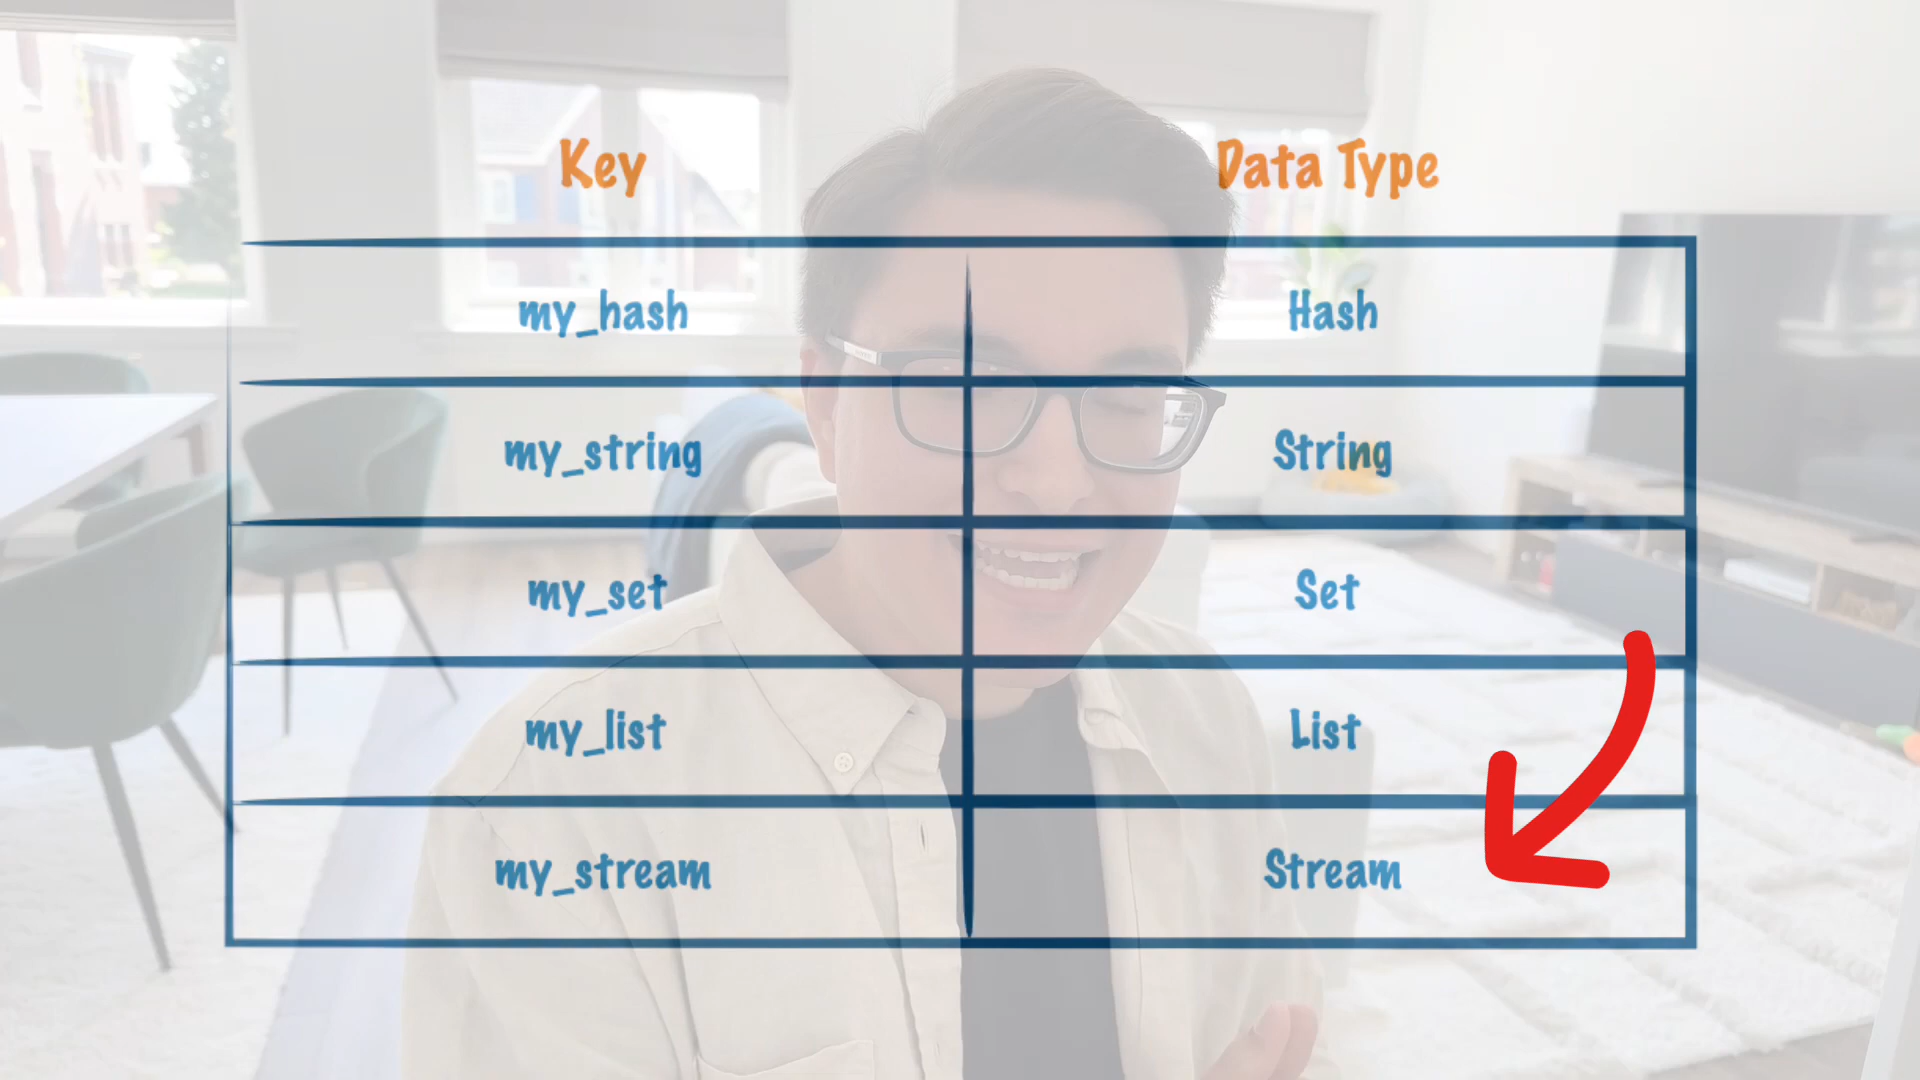 Key Data Type
my_hash Hash
my_string String
my_set Set
my_list List
my_stream Stream